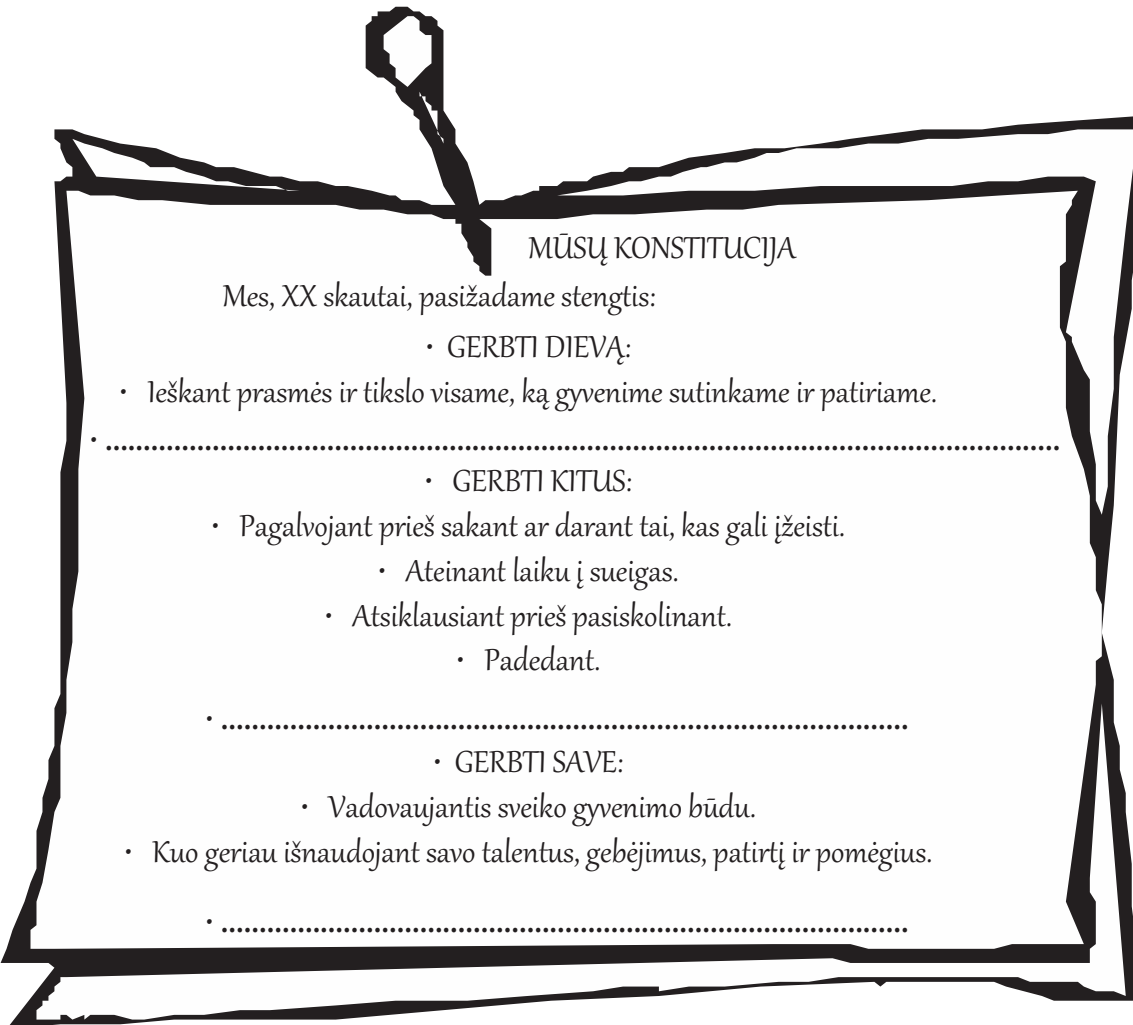 MŪSŲ KONSTITUCIJA
Mes, XX skautai, pasižadame stengtis:
• GERBTI DIEVĄ:
• Ieškant prasmės ir tikslo visame, ką gyvenime sutinkame ir patiriame.
• ................................................................................................................................
• GERBTI KITUS:
• Pagalvojant prieš sakant ar darant tai, kas gali įžeisti.
• Ateinant laiku į sueigas.
• Atsiklausiant prieš pasiskolinant.
• Padedant.
• ............................................................................................
• GERBTI SAVE:
• Vadovaujantis sveiko gyvenimo būdu.
• Kuo geriau išnaudojant savo talentus, gebėjimus, patirtį ir pomėgius.
• ............................................................................................